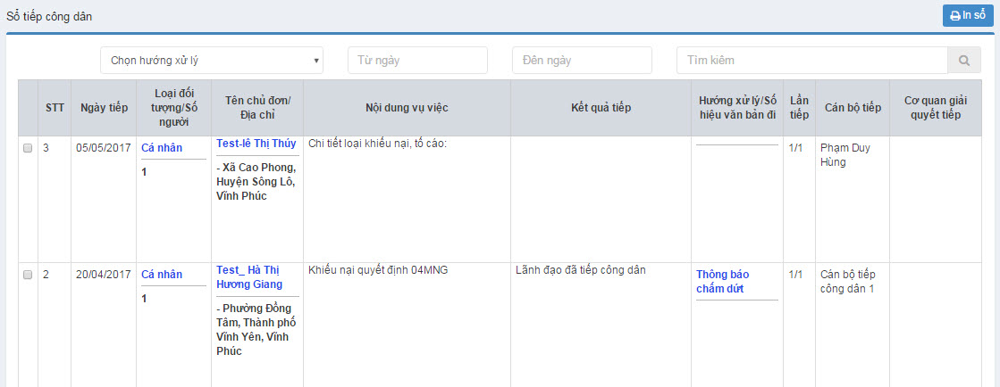 Sổ tiếp công dân
In sổ
Chọn hướng xử lý
Từ ngày
Đến ngày
Tìm kiếm
STT
Ngày tiếp
Loại đối
tượng/Số
người
Tên chủ đơn/
Địa chỉ
Nội dung vụ việc
Kết quả tiếp
Hướng xử lý/Số
hiệu văn bản đi
Lần
tiếp
Cán bộ tiếp
Cơ quan giải
quyết tiếp
3
05/05/2017
Cá nhân
1
Test-lê Thị Thúy
- Xã Cao Phong,
Huyện Sông Lô,
Vĩnh Phúc
Chi tiết loại khiếu nại, tố cáo:
1/1
Phạm Duy
Hùng
2
20/04/2017
Cá nhân
1
Test_ Hà Thị
Hương Giang
- Phường Đồng
Tâm, Thành phố
Vĩnh Yên, Vĩnh
Phúc
Khiếu nại quyết định 04MNG
Lãnh đạo đã tiếp công dân
Thông báo
chấm dứt
1/1
Cán bộ tiếp
công dân 1